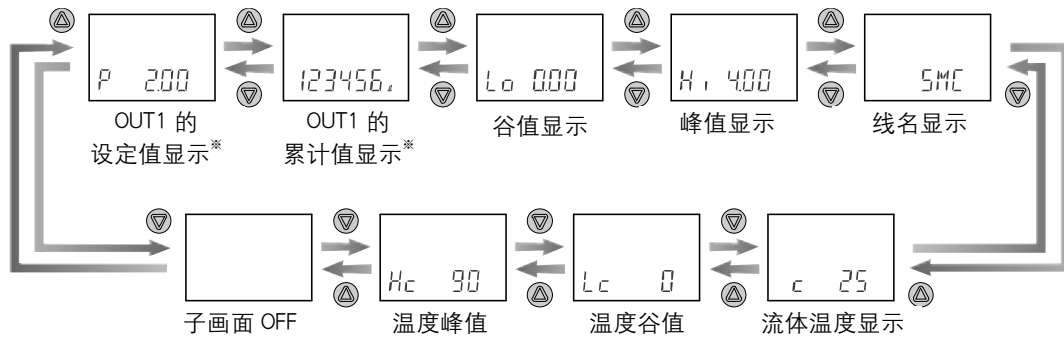 P 2.00
123456ℓ
Lo 0.00
Hi 4.00
SMC
OUT1 的
设定值显示※
OUT1 的
累计值显示※
谷值显示
峰值显示
线名显示
Hc 90
Lc 0
c 25
子画面 OFF
温度峰值
温度谷值
流体温度显示